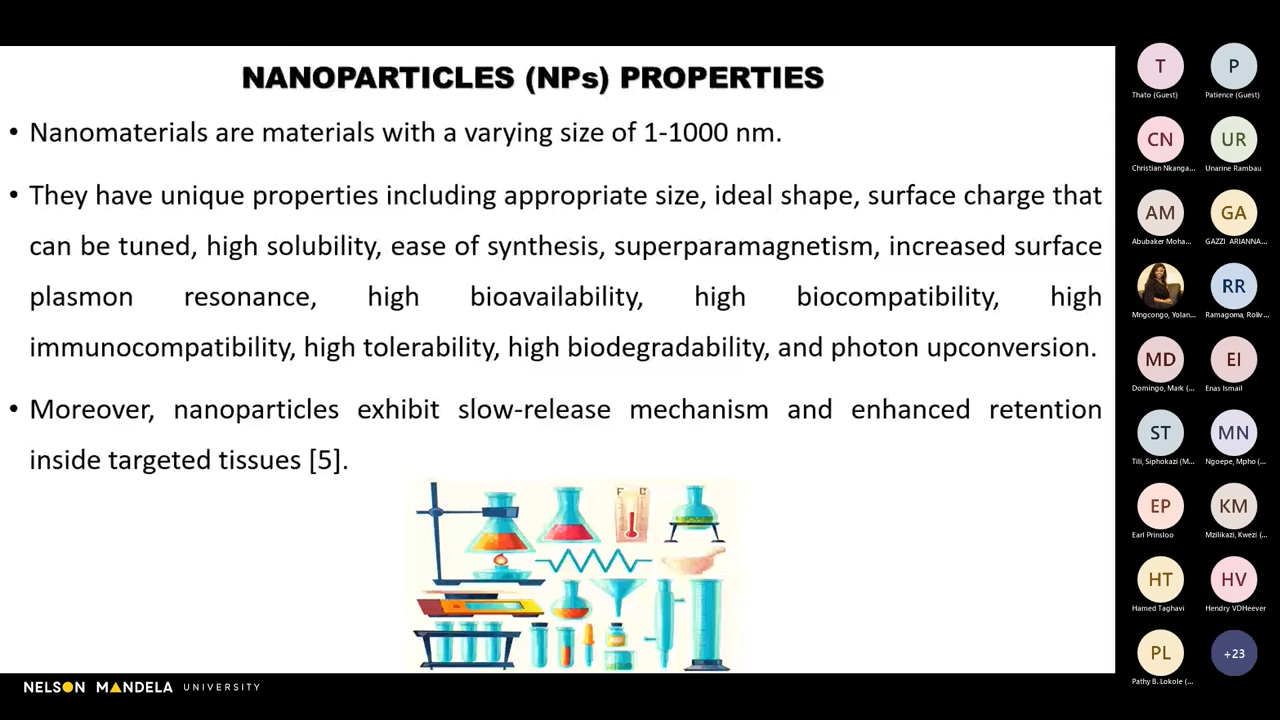 NANOPARTICLES (NPs) PROPERTIES
• Nanomaterials are materials with a varying size of 1-1000 nm.
• They have unique properties including appropriate size, ideal shape, surface charge that
can be tuned, high solubility, ease of synthesis, superparamagnetism, increased surface
plasmon resonance, high bioavailability, high biocompatibility, high
immunocompatibility, high tolerability, high biodegradability, and photon upconversion.
• Moreover, nanoparticles exhibit slow-release mechanism and enhanced retention
inside targeted tissues [5].
F C
NELSON MANDELA UNIVERSITY
T P
Thato (Guest) Patience (Guest)
CN UR
Christian Nkanga... Unarine Rambau
AM GA
Abubaker Moha... GAZZI ARIANNA...
RR
Mngcongo, Yolan... Ramagoma, Roliv...
MD EI
Domingo, Mark (... Enas Ismail
ST MN
Tili, Siphokazi (M... Ngoepe, Mpho (...
EP KM
Earl Prinsloo Mzilikazi, Kwezi (...
HT HV
Hamed Taghavi Hendry VDHeever
PL +23
Pathy B. Lokole (...